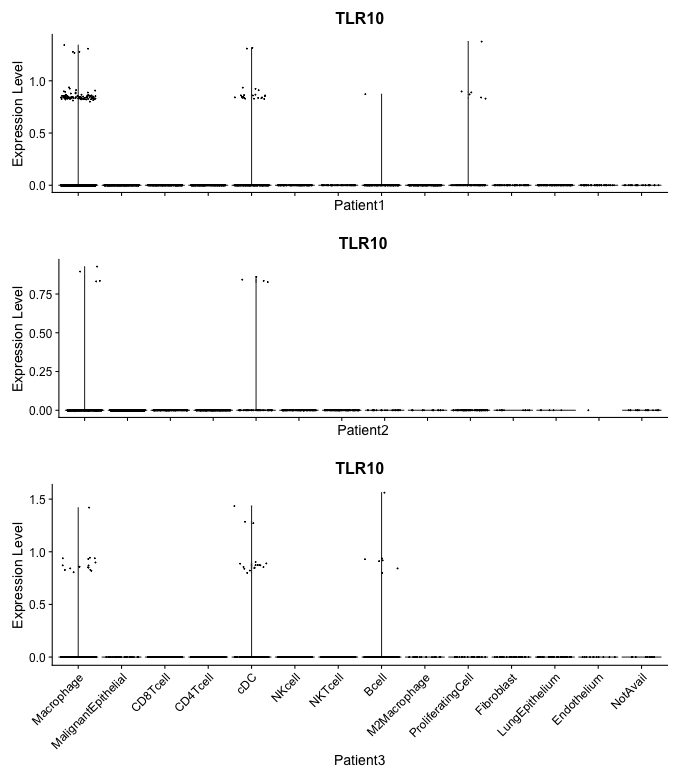 TLR10
Expression Level
1.0
0.5
0.0
Patient1
TLR10
Expression Level
0.75
0.50
0.25
0.00
Patient2
TLR10
Expression Level
1.5
1.0
0.5
0.0
Macrophage
MalignantEpithelial
CD8Tcell
CD4Tcell
cDC
NKcell
NKTcell
Bcell
M2Macrophage
ProliferatingCell
Fibroblast
LungEpithelium
Endothelium
NotAvail
Patient3